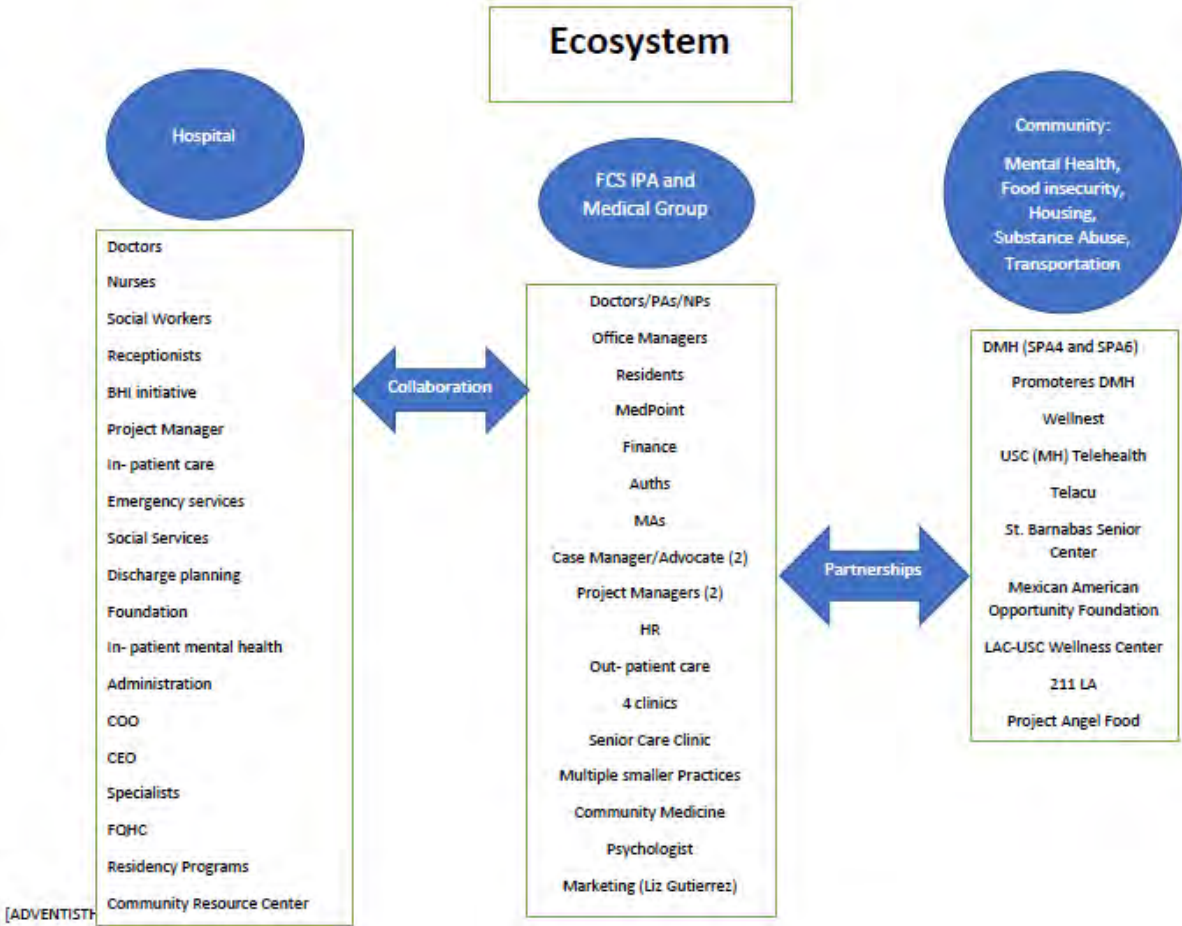 Ecosystem
Hospital
Doctors
Nurses
Social Workers
Receptionists
BHI initiative
Project Manager
In- patient care
Emergency services
Social Services
Discharge planning
Foundation
In- patient mental health
Administration
COO
CEO
Specialists
FQHC
Residency Programs
Community Resource Center
[ADVENTISTH
Collaboration
FCS IPA and
Medical Group
Doctors/PAs/NPs
Office Managers
Residents
MedPoint
Finance
Auths
MAs
Case Manager/Advocate (2)
Project Managers (2)
HR
Out- patient care
4 clinics
Senior Care Clinic
Multiple smaller Practices
Community Medicine
Psychologist
Marketing (Liz Gutierrez)
Partnerships
Community:
Mental Health,
Food insecurity,
Housing,
Substance Abuse,
Transportation
DMH (SPA4 and SPA6)
Promoteres DMH
Wellnest
USC (MH) Telehealth
Telacu
St. Barnabas Senior
Center
Mexican American
Opportunity Foundation
LAC-USC Wellness Center
211 LA
Project Angel Food